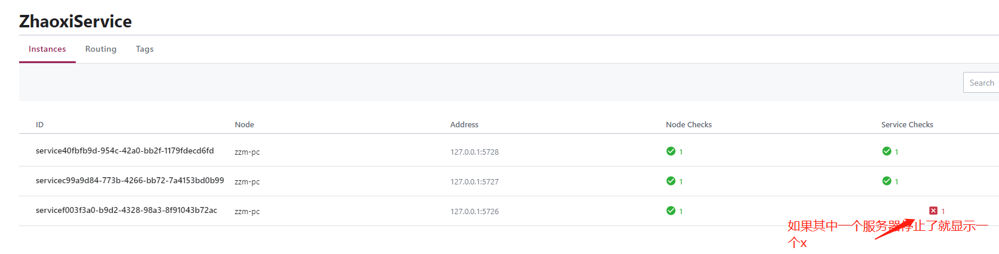 ZhaoxiService
Instances Routing Tags
Search
ID Node Address Node Checks Service Checks
service40fbfb9d-954c-42a0-bb2f-1179fdecd6fd zzm-pc 127.0.0.1:5728 1 1
servicec99a9d84-773b-4266-bb72-7a4153bd0b99 zzm-pc 127.0.0.1:5727 1 1
servicef003f3a0-b9d2-4328-98a3-8f91043b72ac zzm-pc 127.0.0.1:5726 1 1
如果其中一个服务器停止了就显示一
个x